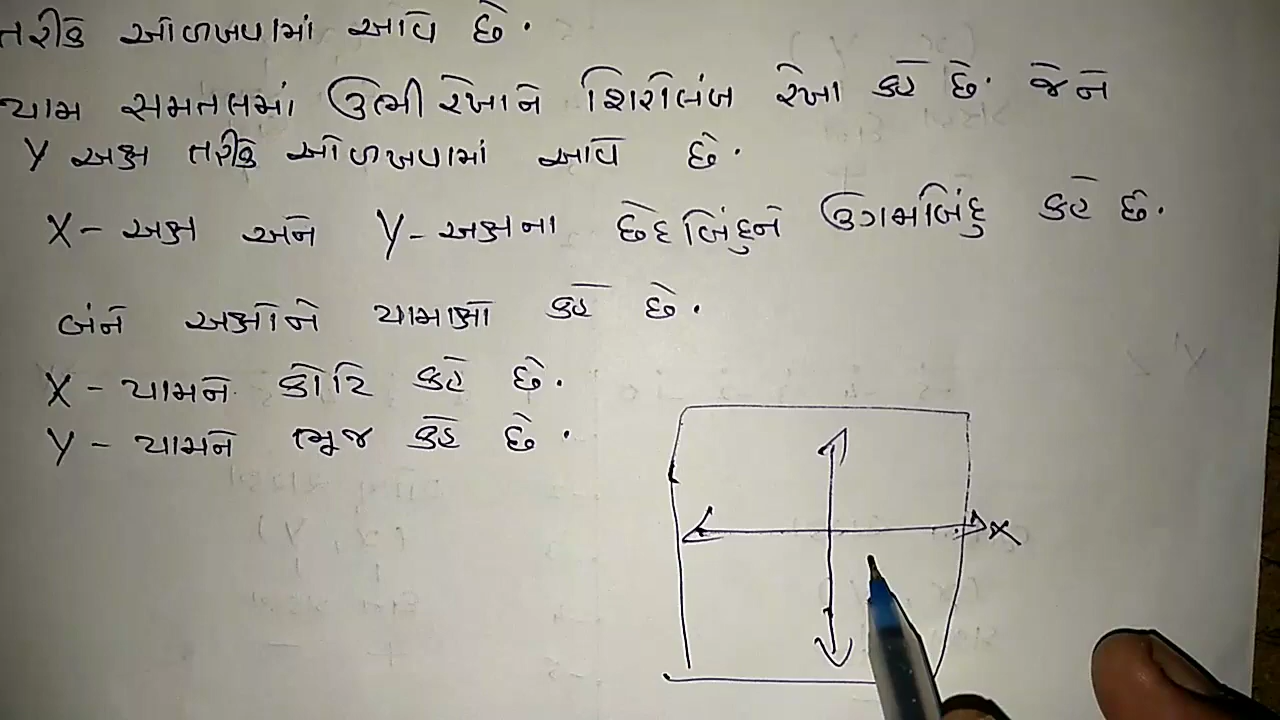 તરીકે ઓળખવામાં આવે છે.
યામ સમતલમાં ઉભી રેખાને શિરોલંબ રેખા કહે છે. જેને
Y અક્ષ તરીકે ઓળખવામાં આવે છે.
X - અક્ષ અને Y - અક્ષના છેદબિંદુને ઉગમબિંદુ કહે છે.
બંને અક્ષોને યામાક્ષો કહે છે.
X - યામને કોટિ કહે છે.
Y - યામને ભૂજ કહે છે.
X